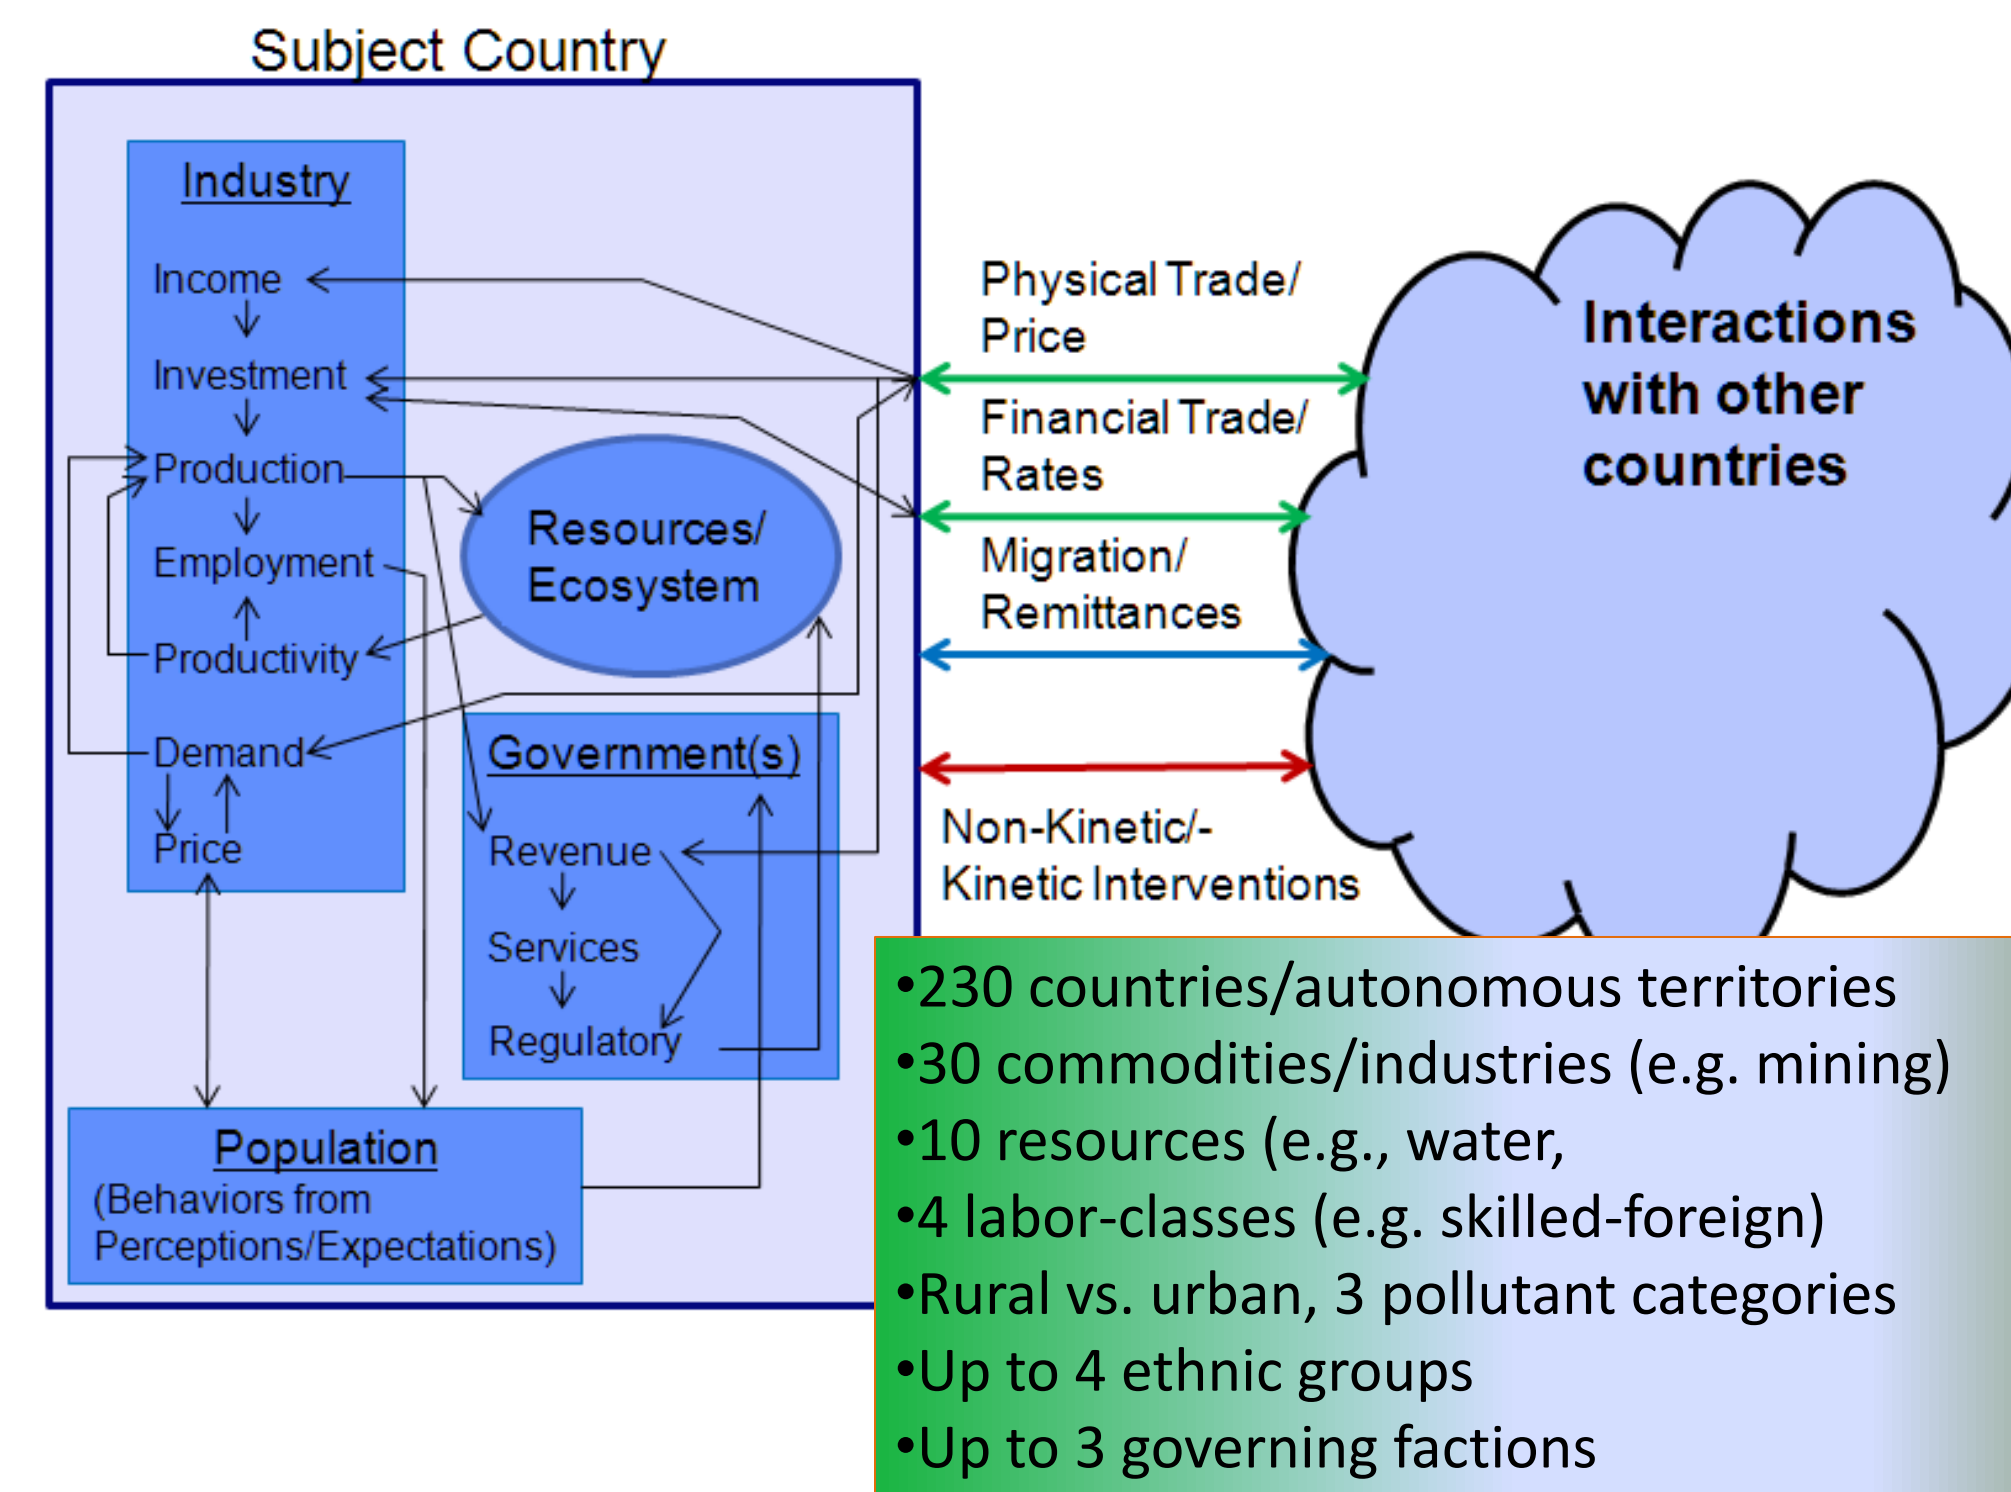 Subject Country
Industry
Income
Investment
Production
Employment
Productivity
Demand
Price
Resources/
Ecosystem
Government(s)
Revenue
Services
Regulatory
Population
(Behaviors from
Perceptions/Expectations)
Physical Trade/
Price
Financial Trade/
Rates
Migration/
Remittances
Non-Kinetic/-
Kinetic Interventions
Interactions
with other
countries
•230 countries/autonomous territories
•30 commodities/industries (e.g. mining)
•10 resources (e.g., water,
•4 labor-classes (e.g. skilled-foreign)
•Rural vs. urban, 3 pollutant categories
•Up to 4 ethnic groups
•Up to 3 governing factions